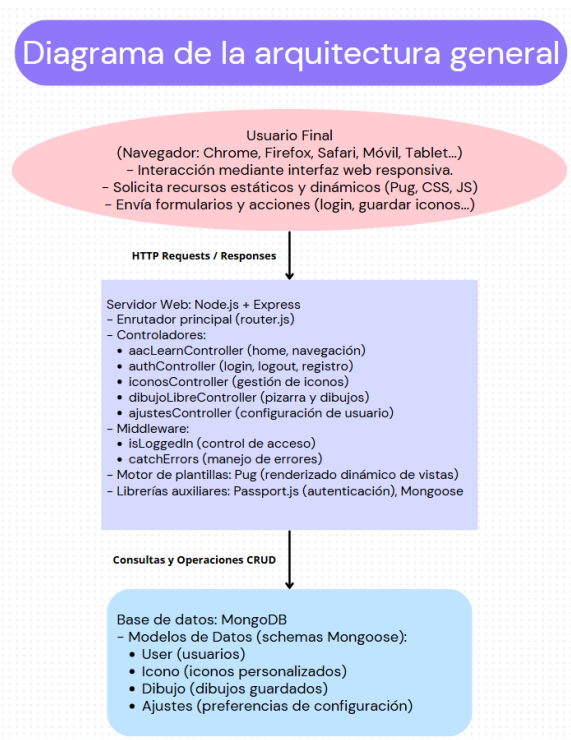 Diagrama de la arquitectura general
Usuario Final
(Navegador: Chrome, Firefox, Safari, Móvil, Tablet...)
- Interacción mediante interfaz web responsiva.
- Solicita recursos estáticos y dinámicos (Pug, CSS, JS)
- Envía formularios y acciones (login, guardar iconos...)
HTTP Requests / Responses
Servidor Web: Node.js + Express
- Enrutador principal (router.js)
- Controladores:
• aacLearnController (home, navegación)
• authController (login, logout, registro)
• iconosController (gestión de iconos)
• dibujoLibreController (pizarra y dibujos)
• ajustesController (configuración de usuario)
- Middleware:
• isLoggedIn (control de acceso)
• catchErrors (manejo de errores)
- Motor de plantillas: Pug (renderizado dinámico de vistas)
- Librerías auxiliares: Passport.js (autenticación), Mongoose
Consultas y Operaciones CRUD
Base de datos: MongoDB
- Modelos de Datos (schemas Mongoose):
• User (usuarios)
• Icono (iconos personalizados)
• Dibujo (dibujos guardados)
• Ajustes (preferencias de configuración)